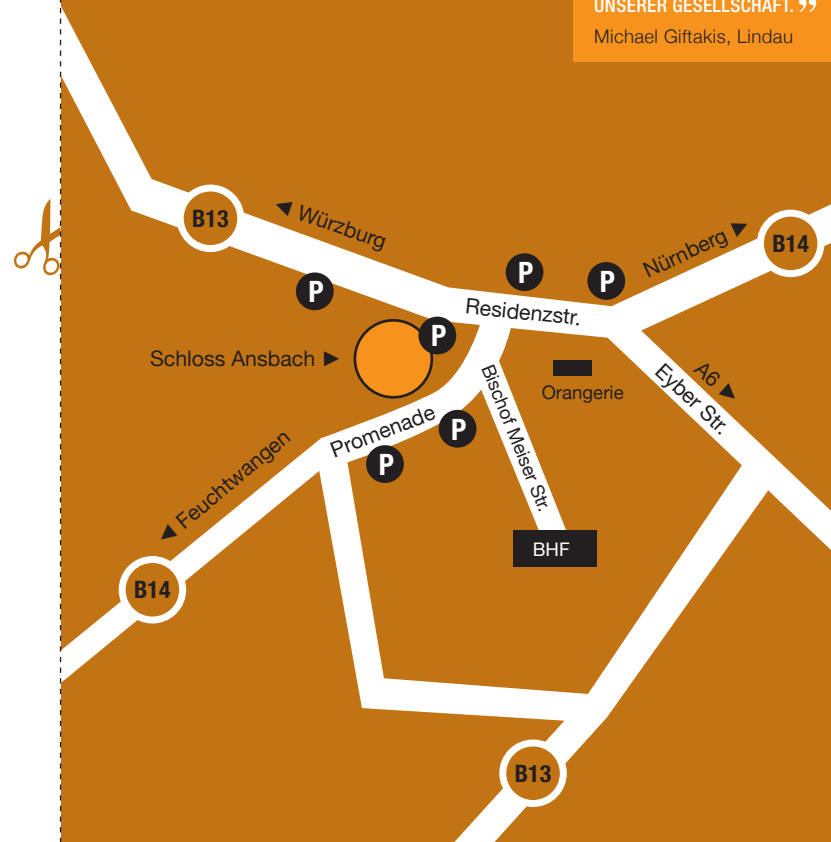 UNSERER GESELLSCHAFT.”
Michael Giftakis, Lindau
B13
Würzburg
Nürnberg
B14
P
P
P
Residenzstr.
P
Schloss Ansbach
Orangerie
A6
Eyber Str.
Bischof Meiser Str.
Promenade
P
P
Feuchtwangen
BHF
B14
B13